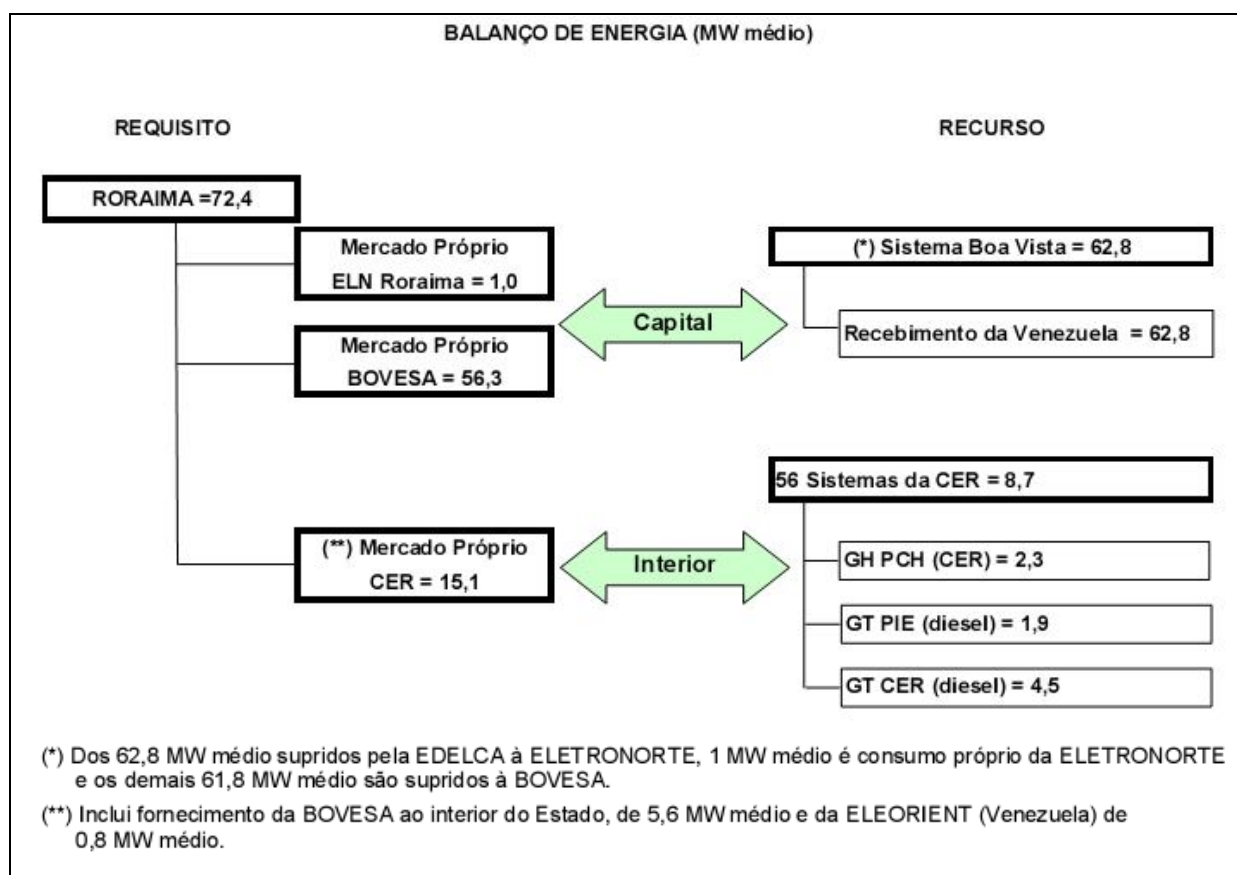 BALANÇO DE ENERGIA (MW médio)
REQUISITO
RECURSO
RORAIMA =72,4
Mercado Próprio
ELN Roraima = 1,0
(*) Sistema Boa Vista = 62,8
Capital
Recebimento da Venezuela = 62,8
Mercado Próprio
BOVESA = 56,3
56 Sistemas da CER = 8,7
(**) Mercado Próprio
CER = 15,1
Interior
GH PCH (CER) = 2,3
GT PIE (diesel) = 1,9
GT CER (diesel) = 4,5
(*) Dos 62,8 MW médio supridos pela EDELCA à ELETRONORTE, 1 MW médio é consumo próprio da ELETRONORTE
e os demais 61,8 MW médio são supridos à BOVESA.
(**) Inclui fornecimento da BOVESA ao interior do Estado, de 5,6 MW médio e da ELEORIENT (Venezuela) de
0,8 MW médio.